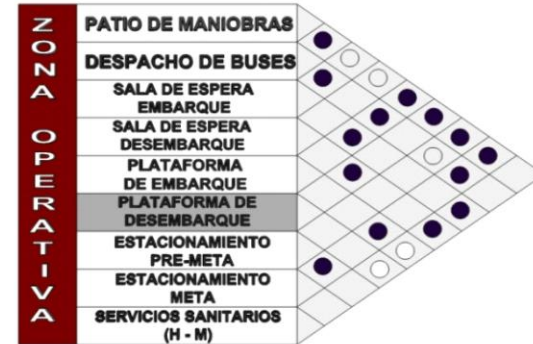 ZONA OPERATIVA
PATIO DE MANIOBRAS
DESPACHO DE BUSES
SALA DE ESPERA
EMBARQUE
SALA DE ESPERA
DESEMBARQUE
PLATAFORMA
DE EMBARQUE
PLATAFORMA DE
DESEMBARQUE
ESTACIONAMIENTO
PRE-META
ESTACIONAMIENTO
META
SERVICIOS SANITARIOS
(H - M)